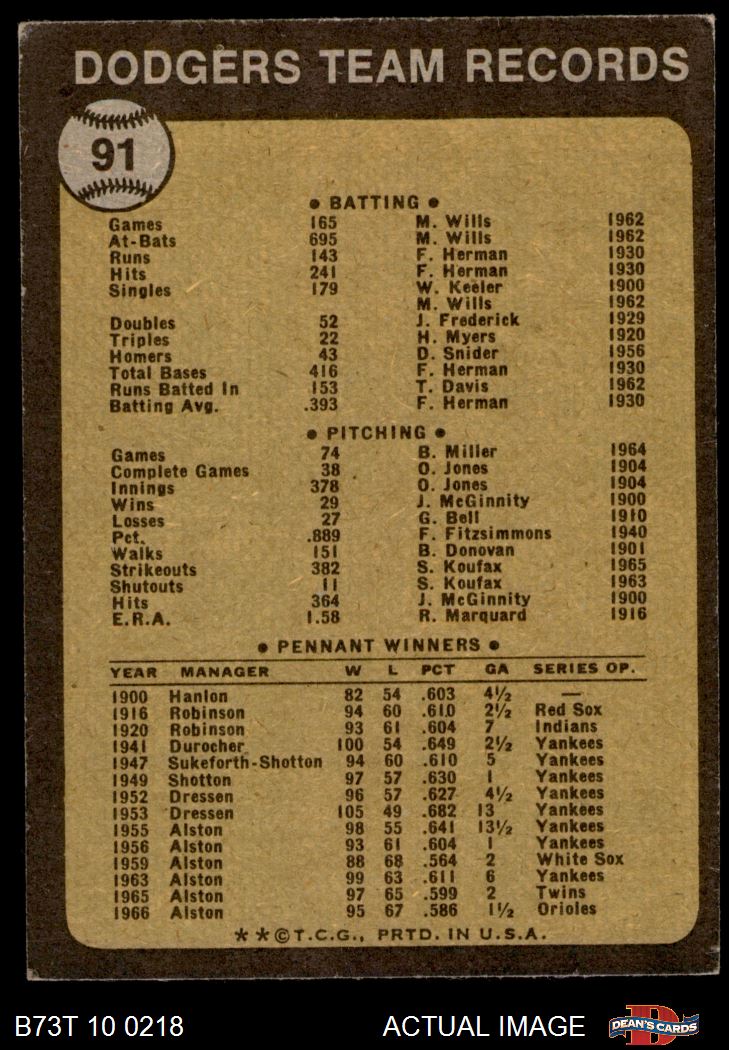 DODGERS TEAM RECORDS
91
• BATTING •
Games 165 M. Wills 1962
At-Bats 695 M. Wills 1962
Runs 143 F. Herman 1930
Hits 241 F. Herman 1930
Singles 179 W. Keeler 1900
M. Wills 1962
Doubles 52 J. Frederick 1929
Triples 22 H. Myers 1920
Homers 43 D. Snider 1956
Total Bases 416 F. Herman 1930
Runs Batted In 153 T. Davis 1962
Batting Avg. .393 F. Herman 1930
• PITCHING •
Games 74 B. Miller 1964
Complete Games 38 O. Jones 1904
Innings 378 O. Jones 1904
Wins 29 J. McGinnity 1900
Losses 27 G. Bell 1910
Pct. .889 F. Fitzsimmons 1940
Walks 151 B. Donovan 1901
Strikeouts 382 S. Koufax 1965
Shutouts 11 S. Koufax 1963
Hits 364 J. McGinnity 1900
E.R.A. 1.58 R. Marquard 1916
• PENNANT WINNERS •
YEAR MANAGER W L PCT GA SERIES OP.
1900 Hanlon 82 54 .603 4½ —
1916 Robinson 94 60 .610 2½ Red Sox
1920 Robinson 93 61 .604 7 Indians
1941 Durocher 100 54 .649 2½ Yankees
1947 Sukeforth-Shotton 94 60 .610 5 Yankees
1949 Shotton 97 57 .630 1 Yankees
1952 Dressen 96 57 .627 4½ Yankees
1953 Dressen 105 49 .682 13 Yankees
1955 Alston 98 55 .641 13½ Yankees
1956 Alston 93 61 .604 1 Yankees
1959 Alston 88 68 .564 2 White Sox
1963 Alston 99 63 .611 6 Yankees
1965 Alston 97 65 .599 2 Twins
1966 Alston 95 67 .586 1½ Orioles
**©T.C.G., PRTD. IN U.S.A.
B73T 10 0218 ACTUAL IMAGE D DEAN'S CARDS